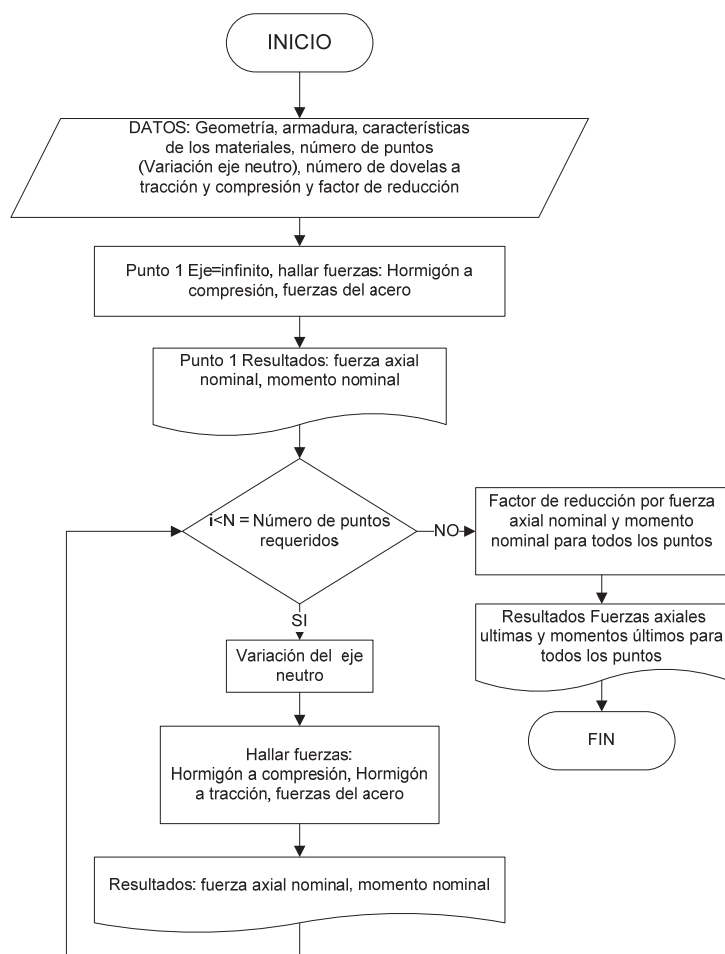 INICIO
DATOS: Geometría, armadura, características
de los materiales, número de puntos
(Variación eje neutro), número de dovelas a
tracción y compresión y factor de reducción
Punto 1 Eje=infinito, hallar fuerzas: Hormigón a
compresión, fuerzas del acero
Punto 1 Resultados: fuerza axial
nominal, momento nominal
i<N = Número de puntos
requeridos
NO
Factor de reducción por fuerza
axial nominal y momento
nominal para todos los puntos
Resultados Fuerzas axiales
ultimas y momentos últimos para
todos los puntos
FIN
SI
Variación del eje
neutro
Hallar fuerzas:
Hormigón a compresión, Hormigón
a tracción, fuerzas del acero
Resultados: fuerza axial nominal, momento nominal